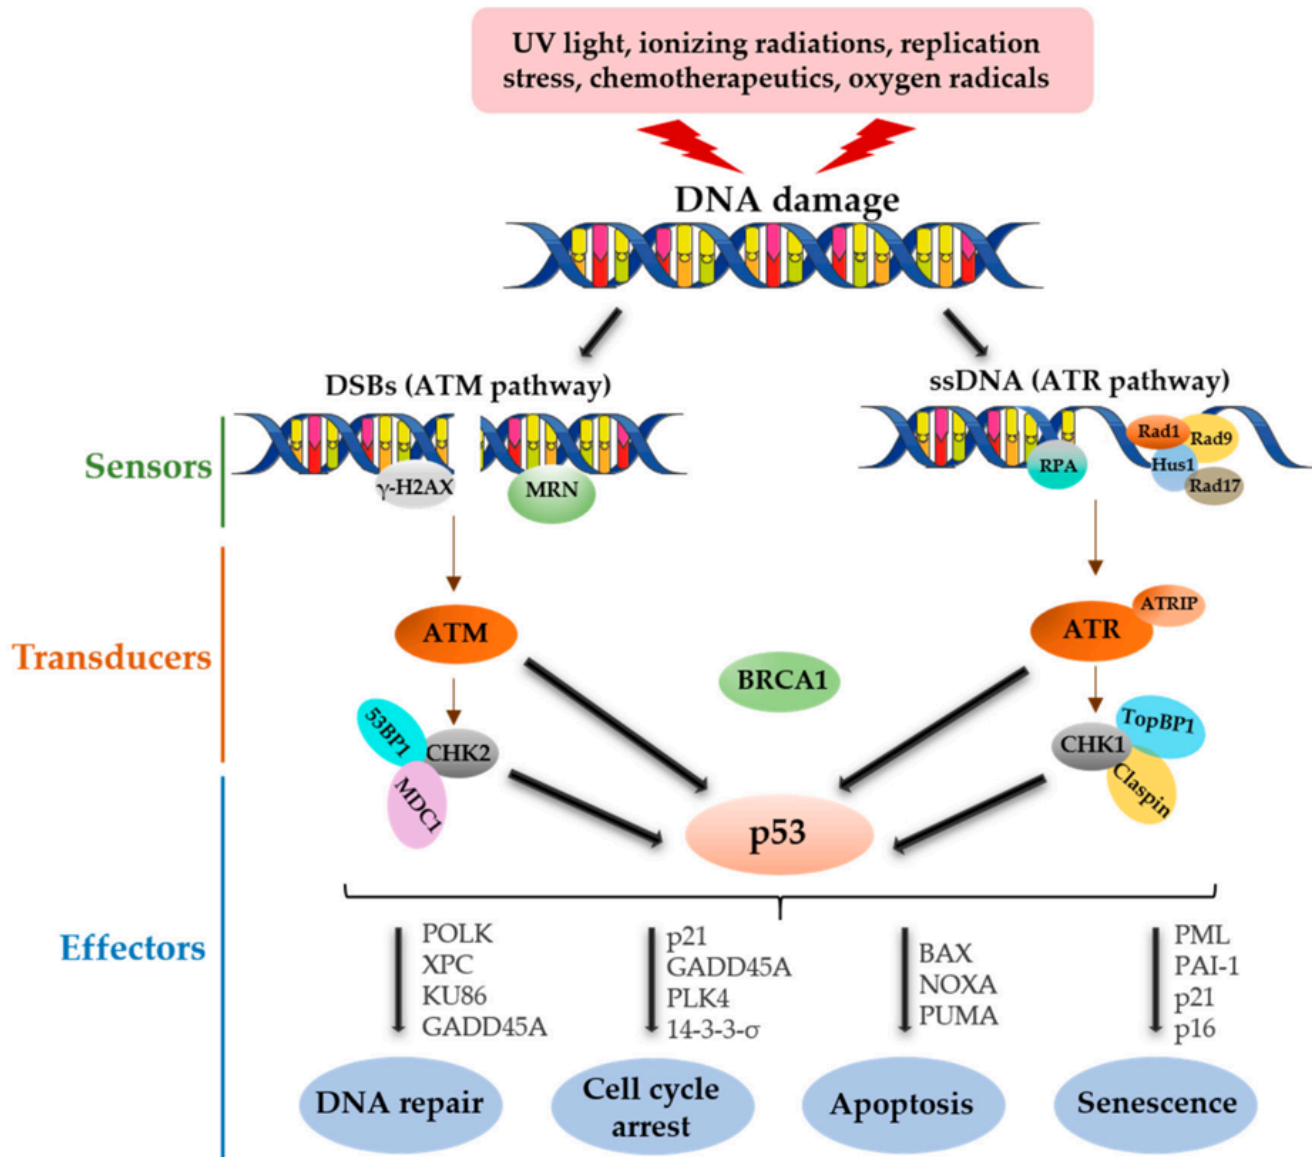 UV light, ionizing radiations, replication
stress, chemotherapeutics, oxygen radicals
DNA damage
DSBs (ATM pathway)
ssDNA (ATR pathway)
Sensors
γ-H2AX
MRN
RPA
Rad1
Rad9
Hus1
Rad17
Transducers
ATM
ATR
ATRIP
BRCA1
53BP1
CHK2
MDC1
CHK1
TopBP1
Claspin
p53
Effectors
POLK
XPC
KU86
GADD45A
p21
GADD45A
PLK4
14-3-3-σ
BAX
NOXA
PUMA
PML
PAI-1
p21
p16
DNA repair
Cell cycle
arrest
Apoptosis
Senescence